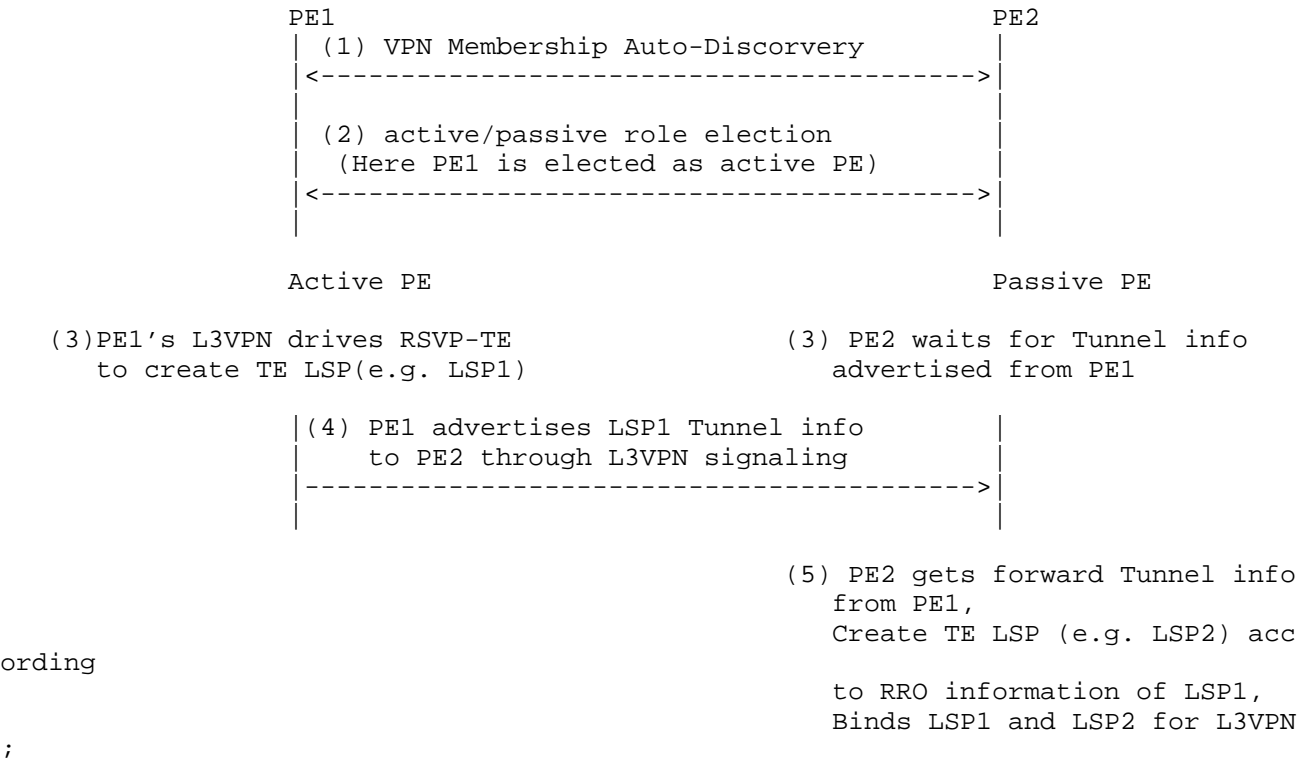 PE1 PE2
| (1) VPN Membership Auto-Discorvery |
|<----------------------------------------->|
| |
| (2) active/passive role election |
| (Here PE1 is elected as active PE) |
|<----------------------------------------->|
| |
Active PE Passive PE
(3)PE1's L3VPN drives RSVP-TE (3) PE2 waits for Tunnel info
to create TE LSP(e.g. LSP1) advertised from PE1
|(4) PE1 advertises LSP1 Tunnel info |
| to PE2 through L3VPN signaling |
|------------------------------------------>|
| |
(5) PE2 gets forward Tunnel info
from PE1,
Create TE LSP (e.g. LSP2) acc
ording
to RRO information of LSP1,
Binds LSP1 and LSP2 for L3VPN
;